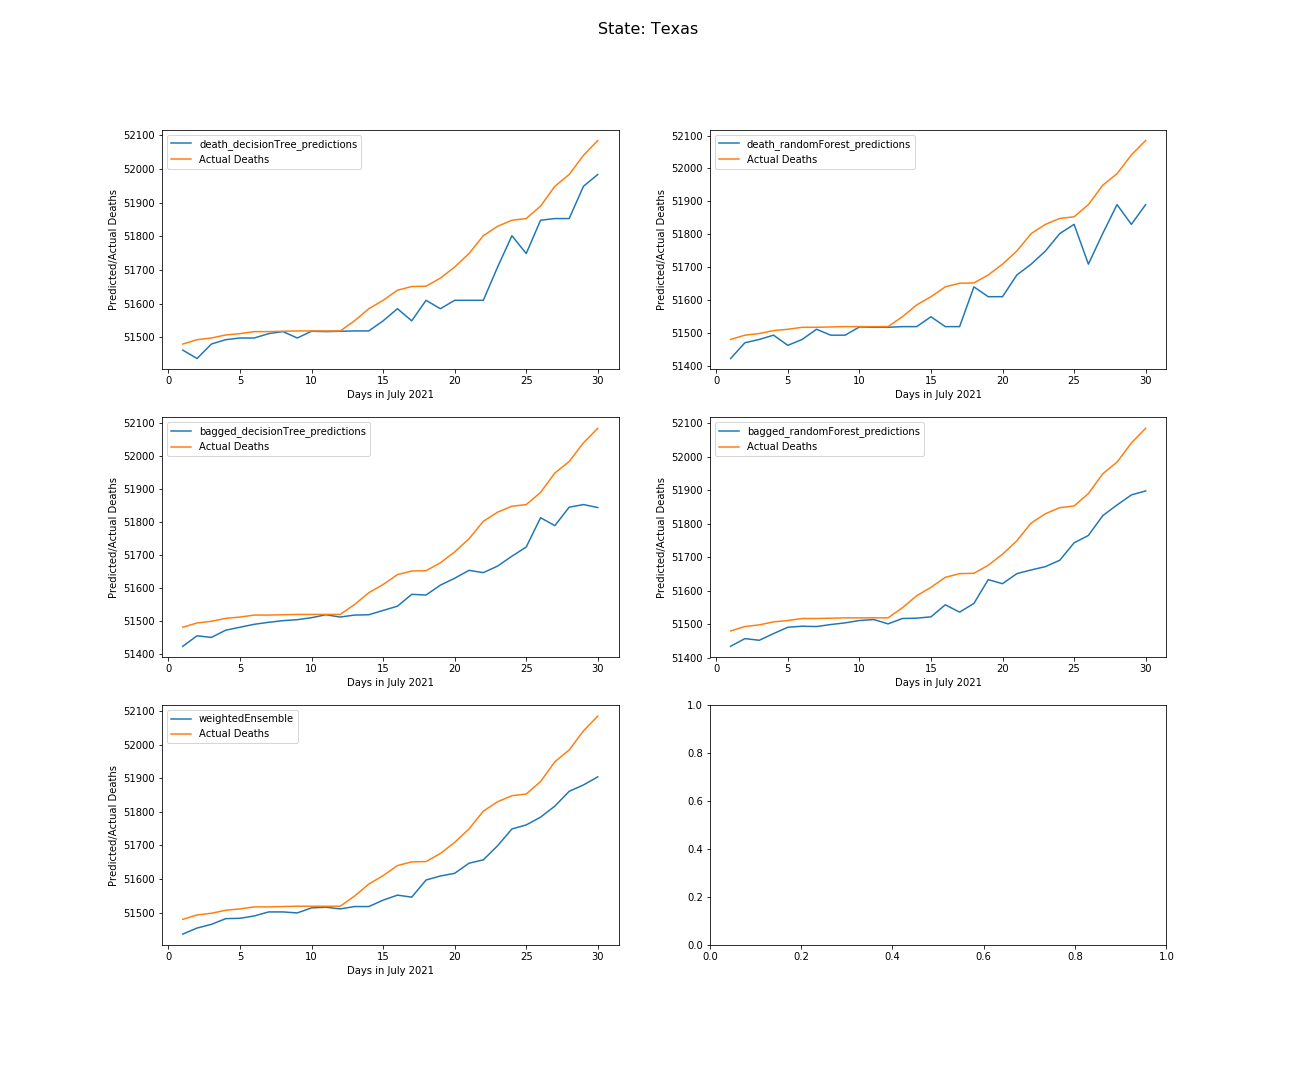 State: Texas
death_decisionTree_predictions
Actual Deaths
52100
52000
51900
51800
51700
51600
51500
Predicted/Actual Deaths
0 5 10 15 20 25 30
Days in July 2021
death_randomForest_predictions
Actual Deaths
52100
52000
51900
51800
51700
51600
51500
51400
Predicted/Actual Deaths
0 5 10 15 20 25 30
Days in July 2021
bagged_decisionTree_predictions
Actual Deaths
52100
52000
51900
51800
51700
51600
51500
51400
Predicted/Actual Deaths
0 5 10 15 20 25 30
Days in July 2021
bagged_randomForest_predictions
Actual Deaths
52100
52000
51900
51800
51700
51600
51500
51400
Predicted/Actual Deaths
0 5 10 15 20 25 30
Days in July 2021
weightedEnsemble
Actual Deaths
52100
52000
51900
51800
51700
51600
51500
Predicted/Actual Deaths
0 5 10 15 20 25 30
Days in July 2021
1.0
0.8
0.6
0.4
0.2
0.0
0.0 0.2 0.4 0.6 0.8 1.0